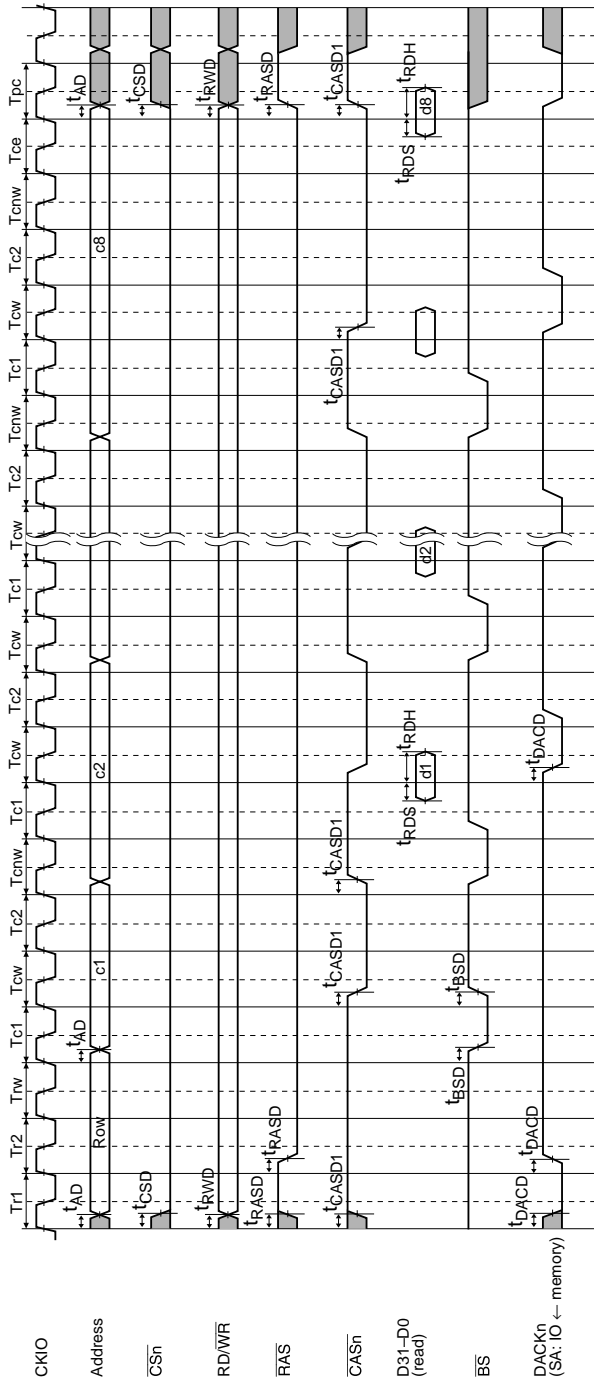 Tr1 Tr2 Trw Tc1 Tcw Tc2 Tcnw Tc1 Tcw Tc2 Tcw Tc1 Tcw Tc2 Tcnw Tc1 Tcw Tc2 Tcnw Tce Tpc
CKIO
tAD tAD tAD
Address Row c1 c2 c8
tCSD tCSD
CSn
tRWD tRWD
RD/WR
tRASD tRASD tRASD
RAS
tCASD1 tCASD1 tCASD1 tCASD1 tCASD1
CASn
tRDS tRDH tRDS tRDH
D31–D0 d1 d2 d8
(read)
tBSD tBSD
BS
tDACD tDACD tDACD
DACKn
(SA: IO ← memory)